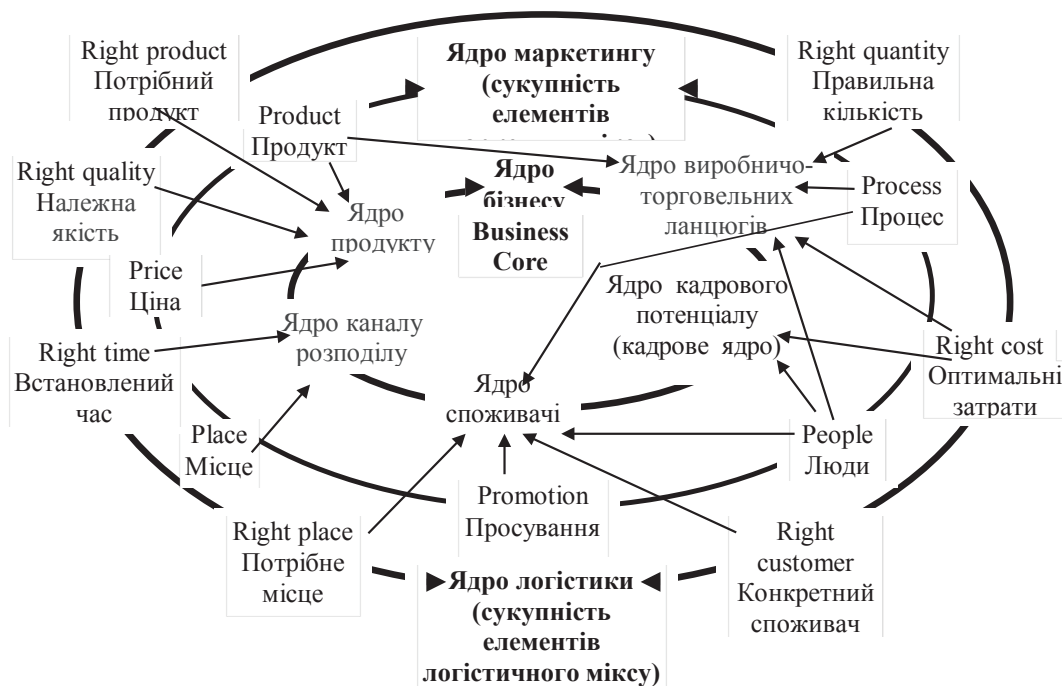 Right product
Потрібний
продукт
Ядро маркетингу
(сукупність
елементів
Right quantity
Правильна
кількість
Product
Продукт
Right quality
Належна
якість
Ядро
бізнесу
Business
Core
Ядро виробничо-
торговельних
ланцюгів
Process
Процес
Ядро
продукту
Price
Ціна
Ядро кадрового
потенціалу
(кадрове ядро)
Ядро каналу
розподілу
Right time
Встановлений
час
Right cost
Оптимальні
затрати
Ядро
споживачі
Place
Місце
People
Люди
Promotion
Просування
Right place
Потрібне
місце
Right
customer
Конкретний
споживач
Ядро логістики
(сукупність
елементів
логістичного міксу)